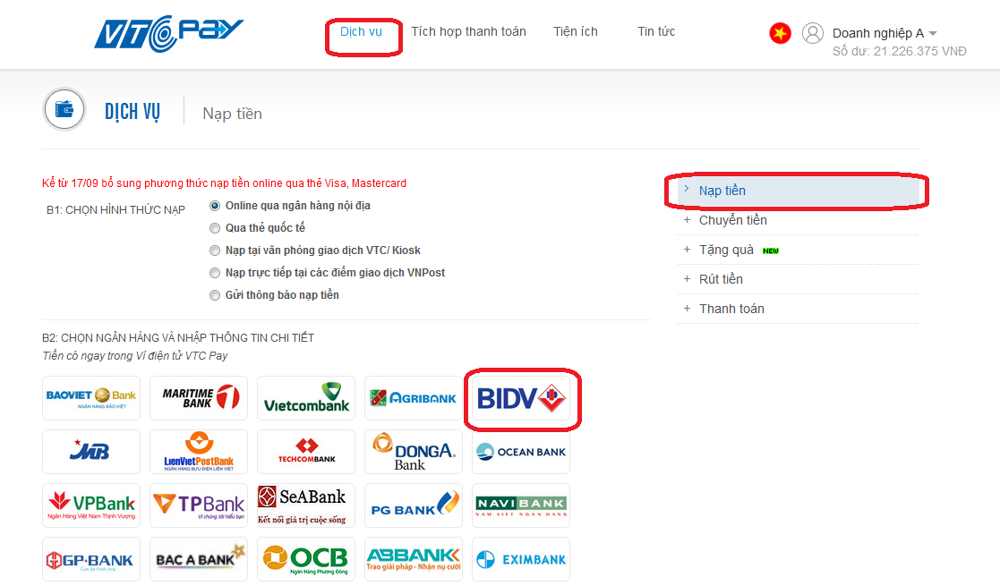 VTC Pay
Dịch vụ
Tích hợp thanh toán
Tiện ích
Tin tức
Doanh nghiệp A
Số dư: 21.226.375 VNĐ
DỊCH VỤ
Nạp tiền
Kể từ 17/09 bổ sung phương thức nạp tiền online qua thẻ Visa, Mastercard
B1: CHỌN HÌNH THỨC NẠP
Online qua ngân hàng nội địa
Qua thẻ quốc tế
Nạp tại văn phòng giao dịch VTC/ Kiosk
Nạp trực tiếp tại các điểm giao dịch VNPost
Gửi thông báo nạp tiền
Nạp tiền
Chuyển tiền
Tặng quà NEW
Rút tiền
Thanh toán
B2: CHỌN NGÂN HÀNG VÀ NHẬP THÔNG TIN CHI TIẾT
Tiền có ngay trong Ví điện tử VTC Pay
BAOVIET Bank
NGÂN HÀNG BẢO VIỆT
MARITIME BANK
Vietcombank
AGRIBANK
BIDV
MB
LienVietPostBank
NGÂN HÀNG BƯU ĐIỆN LIÊN VIỆT
TECHCOMBANK
DONGA Bank
OCEAN BANK
VPBank
Ngân Hàng Việt Nam Thịnh Vượng
TPBank
Vì chúng tôi hiểu bạn
SeABank
Kết nối giá trị cuộc sống
PG BANK
NAVIBANK
NAM VIET NGAN HANG
GP·BANK
BAC A BANK
OCB
Ngân Hàng Phương Đông
ABBANK
Trao giải pháp - Nhận nụ cười
EXIMBANK